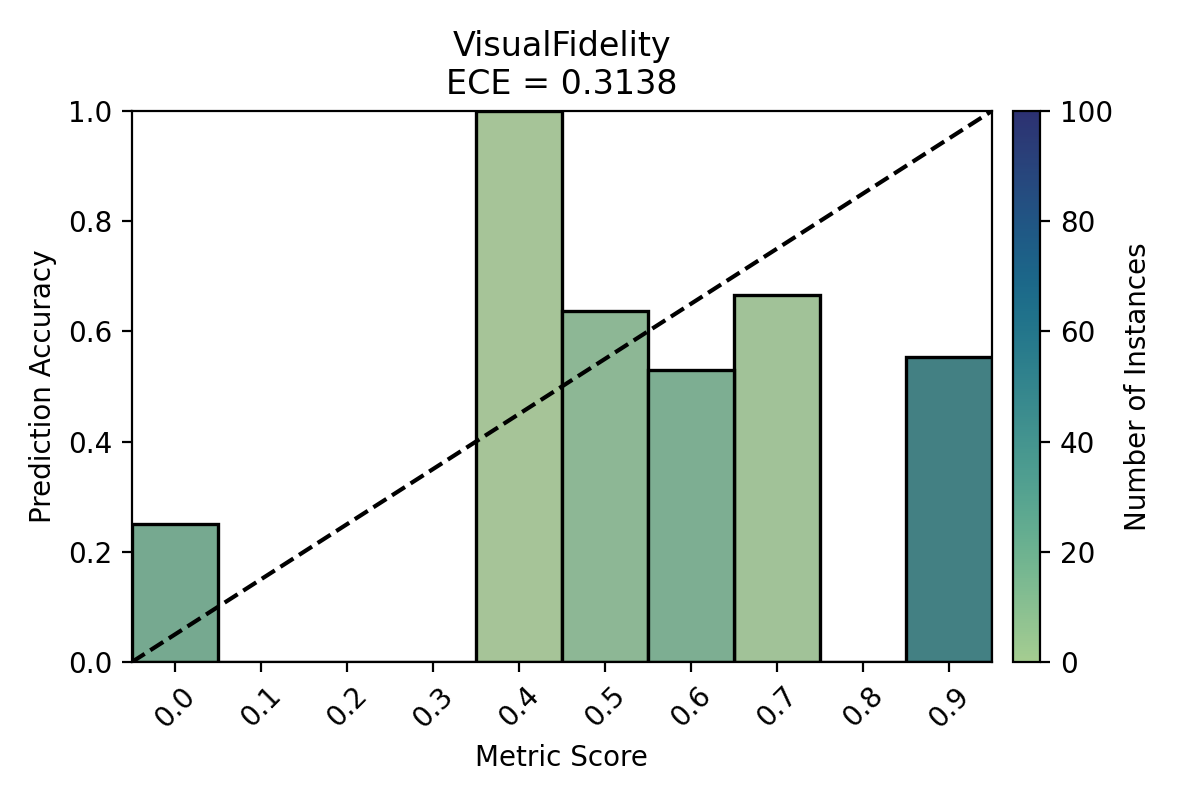 VisualFidelity
ECE = 0.3138
Prediction Accuracy
1.0
0.8
0.6
0.4
0.2
0.0
0.0 0.1 0.2 0.3 0.4 0.5 0.6 0.7 0.8 0.9
Metric Score
100
80
60
40
20
0
Number of Instances